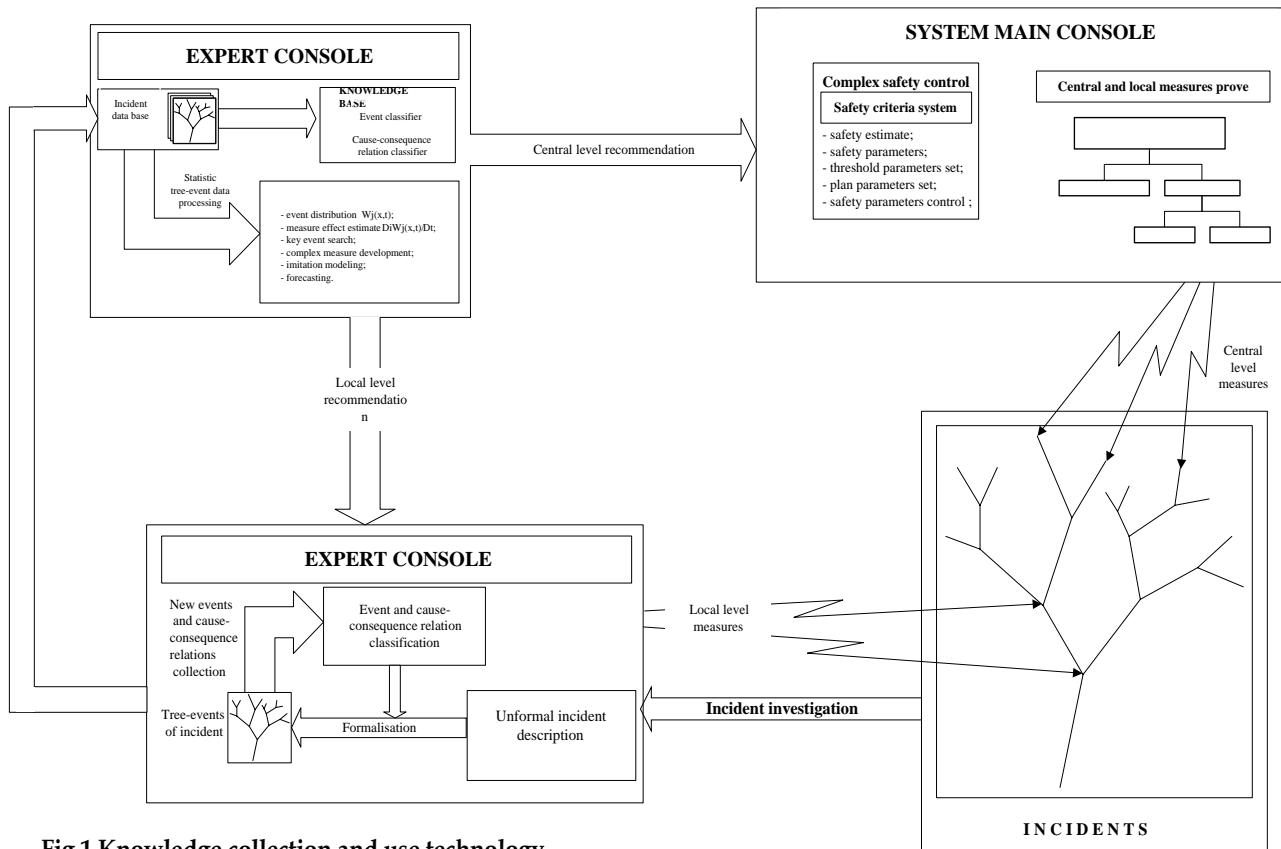 EXPERT CONSOLE
Incident
data base
KNOWLEDGE
BASE
Event classifier
Cause-consequence
relation classifier
Statistic
tree-event data
processing
- event distribution Wj(x,t);
- measure effect estimate DiWj(x,t)/Dt;
- key event search;
- complex measure development;
- imitation modeling;
- forecasting.
Central level recommendation
SYSTEM MAIN CONSOLE
Complex safety control
Safety criteria system
- safety estimate;
- safety parameters;
- threshold parameters set;
- plan parameters set;
- safety parameters control ;
Central and local measures prove
Central
level
measures
Local level
recommendatio
n
EXPERT CONSOLE
New events
and cause-
consequence
relations
collection
Event and cause-
consequence relation
classification
Tree-events
of incident
Formalisation
Unformal incident
description
Local level
measures
Incident investigation
INCIDENTS
Fig.1 Knowledge collection and use technology